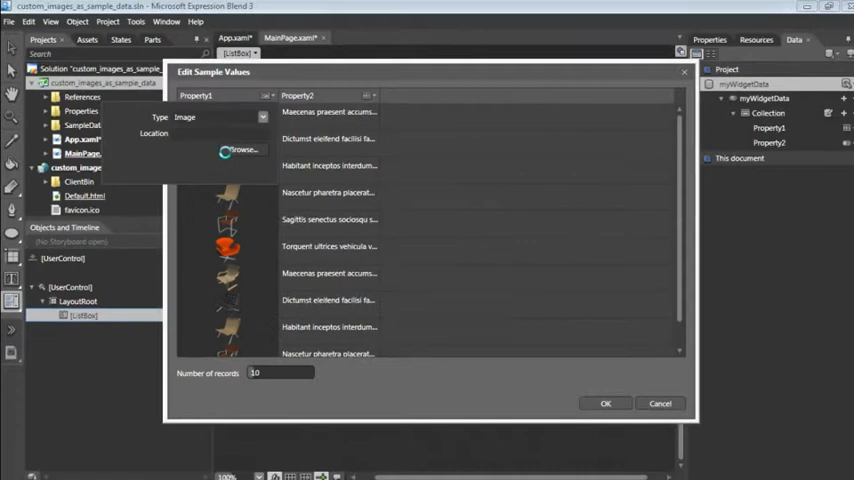 custom_images_as_sample_data.sln - Microsoft Expression Blend 3
File Edit View Object Project Tools Window Help
Projects Assets States Parts
App.xaml* MainPage.xaml*
Properties Resources Data
Search
[ListBox]
Solution "custom_images_as_sample_
custom_images_as_sample_data
References
Properties
SampleDat
App.xaml*
MainPage.
custom_image
ClientBin
Default.html
favicon.ico
Objects and Timeline
(No Storyboard open)
[UserControl]
[UserControl]
LayoutRoot
[ListBox]
Edit Sample Values
Property1 Property2
Type Image
Location
Browse...
Maecenas praesent accums...
Dictumst eleifend facilisi fa...
Habitant inceptos interdum...
Nascetur pharetra placerat...
Sagittis senectus sociosqu s...
Torquent ultrices vehicula v...
Maecenas praesent accums...
Dictumst eleifend facilisi fa...
Habitant inceptos interdum...
Nascetur pharetra placerat...
Number of records 10
OK Cancel
Project
myWidgetData
myWidgetData
Collection
Property1
Property2
This document
100%